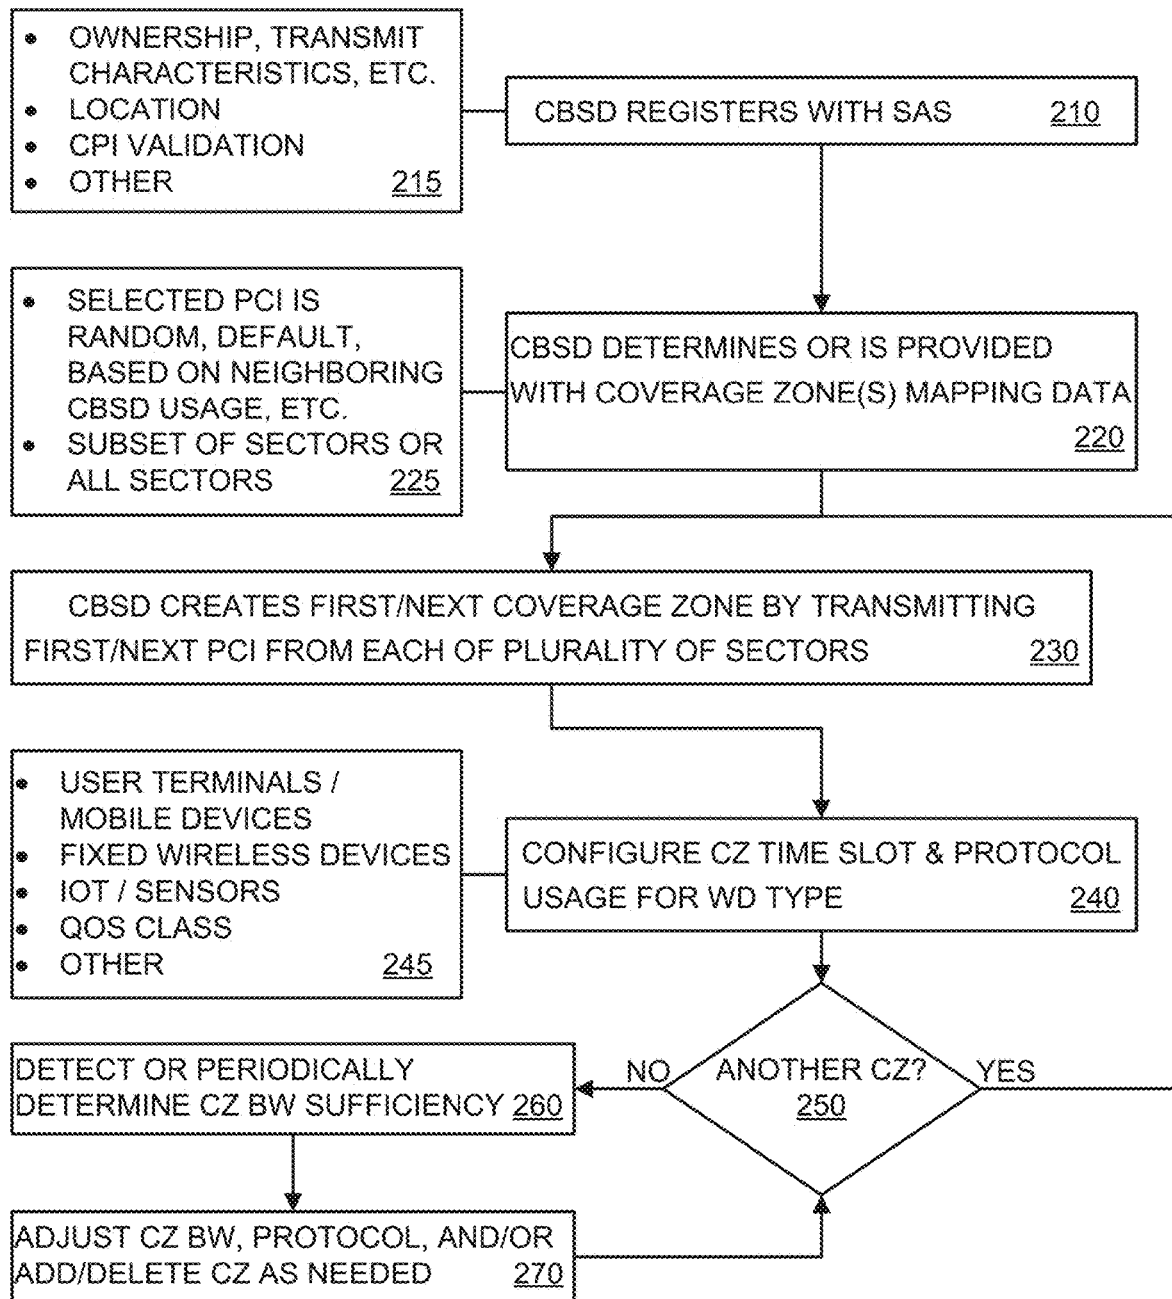 • OWNERSHIP, TRANSMIT
CHARACTERISTICS, ETC.
• LOCATION
• CPI VALIDATION
• OTHER 215
CBSD REGISTERS WITH SAS 210
• SELECTED PCI IS
RANDOM, DEFAULT,
BASED ON NEIGHBORING
CBSD USAGE, ETC.
• SUBSET OF SECTORS OR
ALL SECTORS 225
CBSD DETERMINES OR IS PROVIDED
WITH COVERAGE ZONE(S) MAPPING DATA
220
CBSD CREATES FIRST/NEXT COVERAGE ZONE BY TRANSMITTING
FIRST/NEXT PCI FROM EACH OF PLURALITY OF SECTORS 230
• USER TERMINALS /
MOBILE DEVICES
• FIXED WIRELESS DEVICES
• IOT / SENSORS
• QOS CLASS
• OTHER 245
CONFIGURE CZ TIME SLOT & PROTOCOL
USAGE FOR WD TYPE 240
ANOTHER CZ?
250
NO
YES
DETECT OR PERIODICALLY
DETERMINE CZ BW SUFFICIENCY 260
ADJUST CZ BW, PROTOCOL, AND/OR
ADD/DELETE CZ AS NEEDED 270